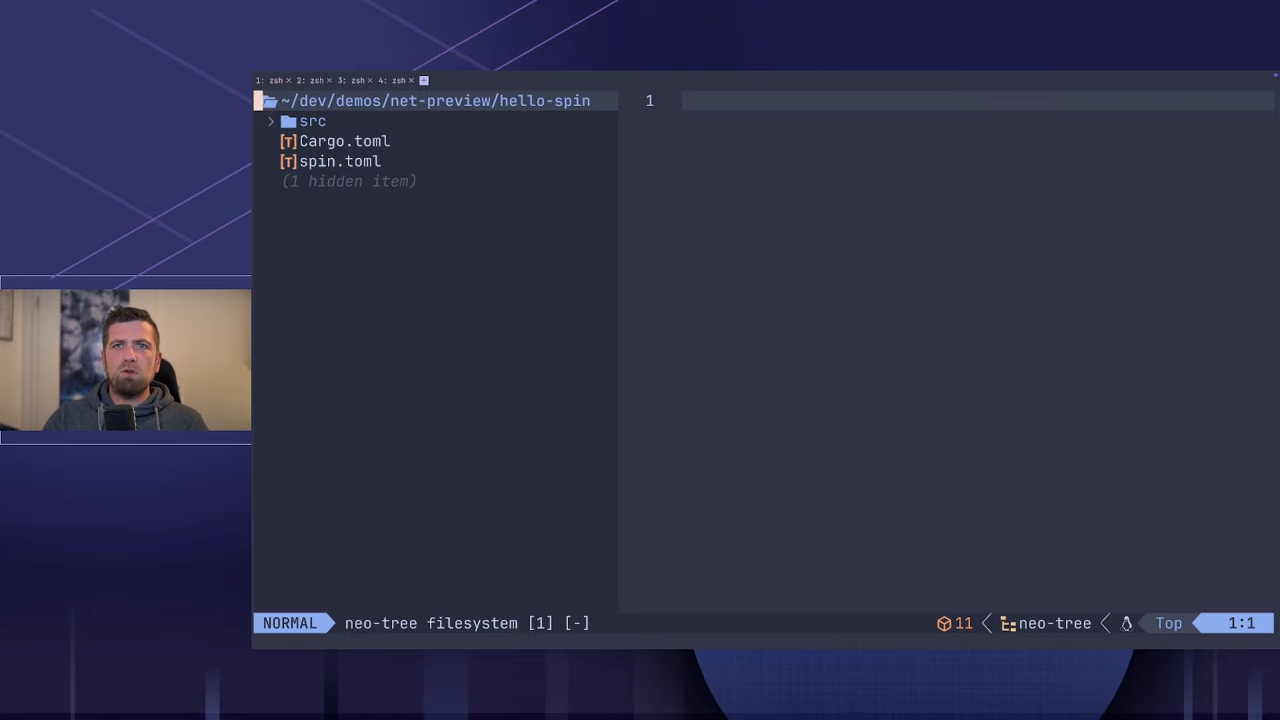 1: zsh × 2: zsh × 3: zsh × 4: zsh × +
~/dev/demos/net-preview/hello-spin
1
> src
[T] Cargo.toml
[T] spin.toml
(1 hidden item)
NORMAL neo-tree filesystem [1] [-] 11 neo-tree Top 1:1